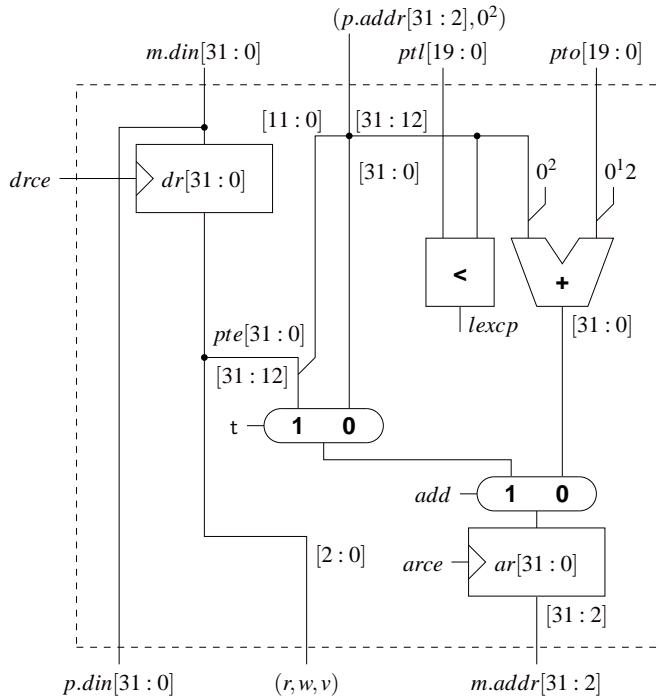 (p.addr[31 : 2], 0²)
m.din[31 : 0]
ptl[19 : 0]
pto[19 : 0]
[11 : 0]
[31 : 12]
[31 : 0]
drce
dr[31 : 0]
0²
0¹2
<
+
lexcp
[31 : 0]
pte[31 : 0]
[31 : 12]
t
1 0
add
1 0
arce
ar[31 : 0]
[2 : 0]
[31 : 2]
p.din[31 : 0]
(r, w, v)
m.addr[31 : 2]